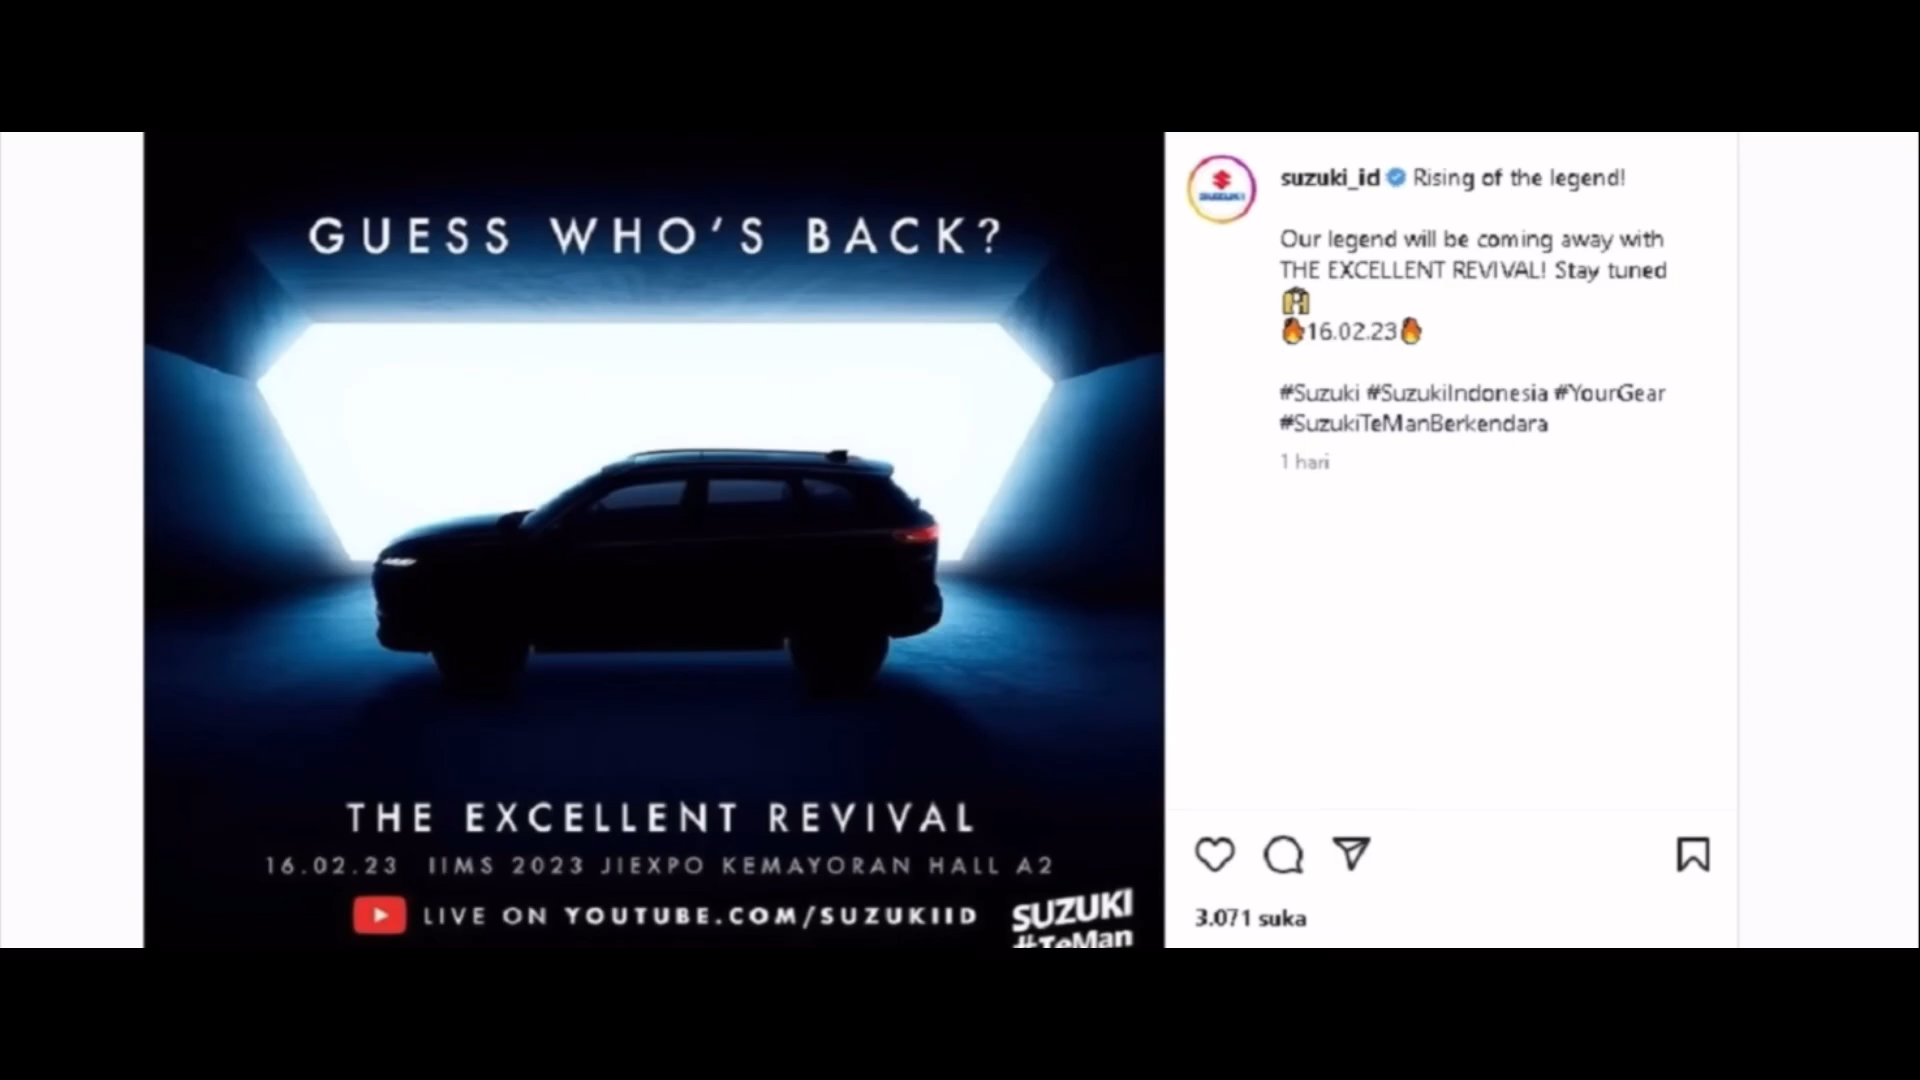 GUESS WHO'S BACK?
THE EXCELLENT REVIVAL
16.02.23 IIMS 2023 JIEXPO KEMAYORAN HALL A2
LIVE ON YOUTUBE.COM/SUZUKIID
SUZUKI
#TeMan
SUZUKI
suzuki_id Rising of the legend!
Our legend will be coming away with
THE EXCELLENT REVIVAL! Stay tuned
🔥16.02.23🔥
#Suzuki #SuzukiIndonesia #YourGear
#SuzukiTeManBerkendara
1 hari
3.071 suka